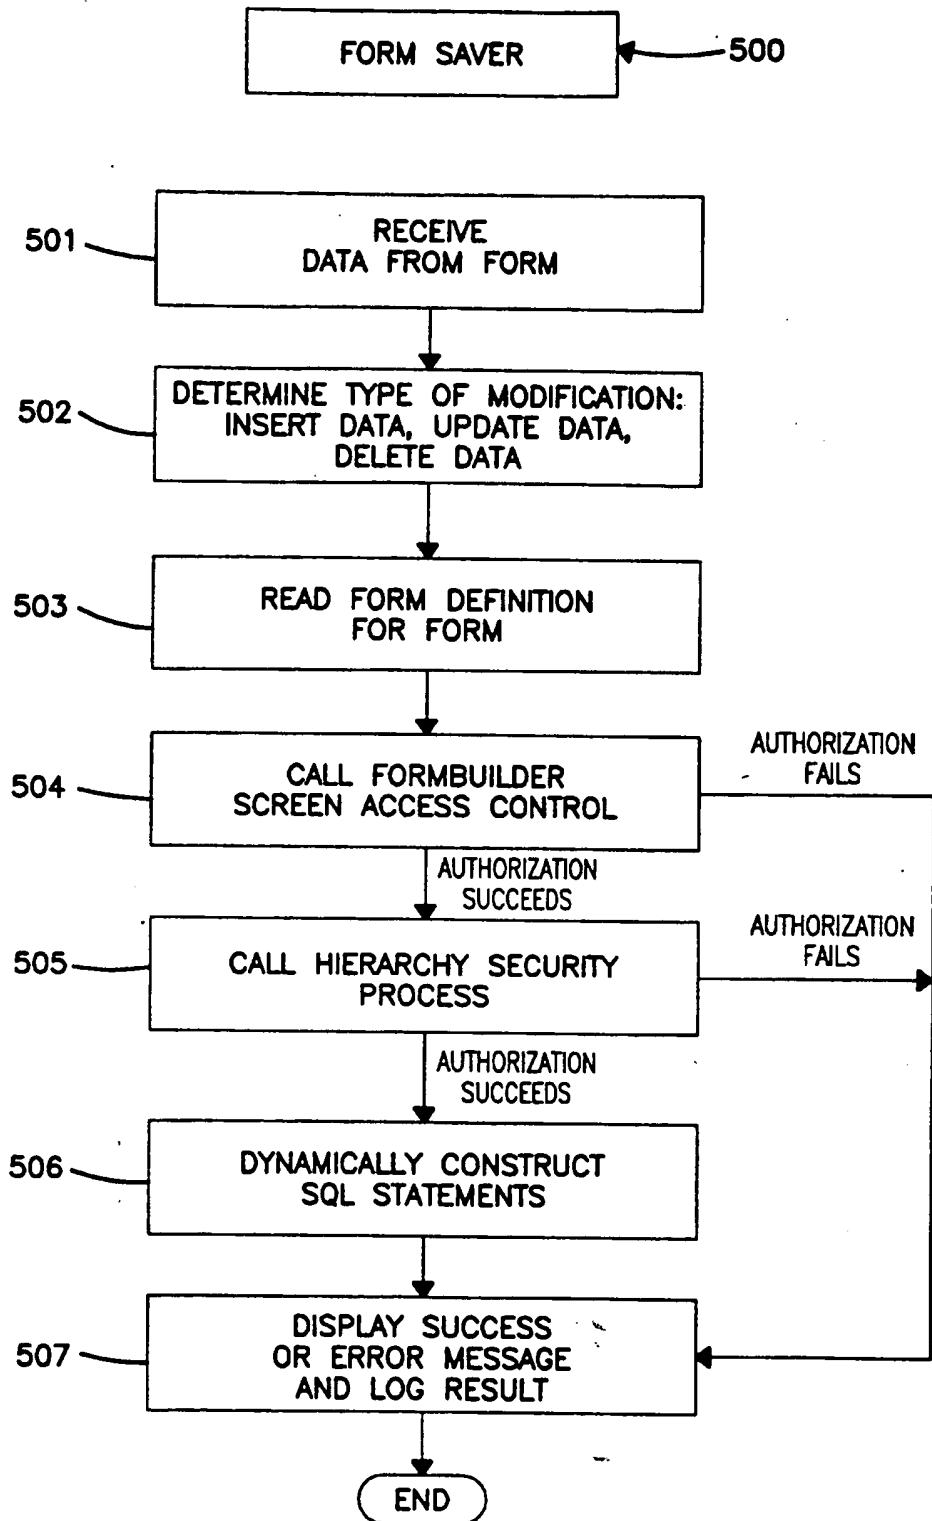 FORM SAVER
500
501
RECEIVE
DATA FROM FORM
502
DETERMINE TYPE OF MODIFICATION:
INSERT DATA, UPDATE DATA,
DELETE DATA
503
READ FORM DEFINITION
FOR FORM
504
CALL FORMBUILDER
SCREEN ACCESS CONTROL
AUTHORIZATION
FAILS
AUTHORIZATION
SUCCEEDS
505
CALL HIERARCHY SECURITY
PROCESS
AUTHORIZATION
FAILS
AUTHORIZATION
SUCCEEDS
506
DYNAMICALLY CONSTRUCT
SQL STATEMENTS
507
DISPLAY SUCCESS
OR ERROR MESSAGE
AND LOG RESULT
END